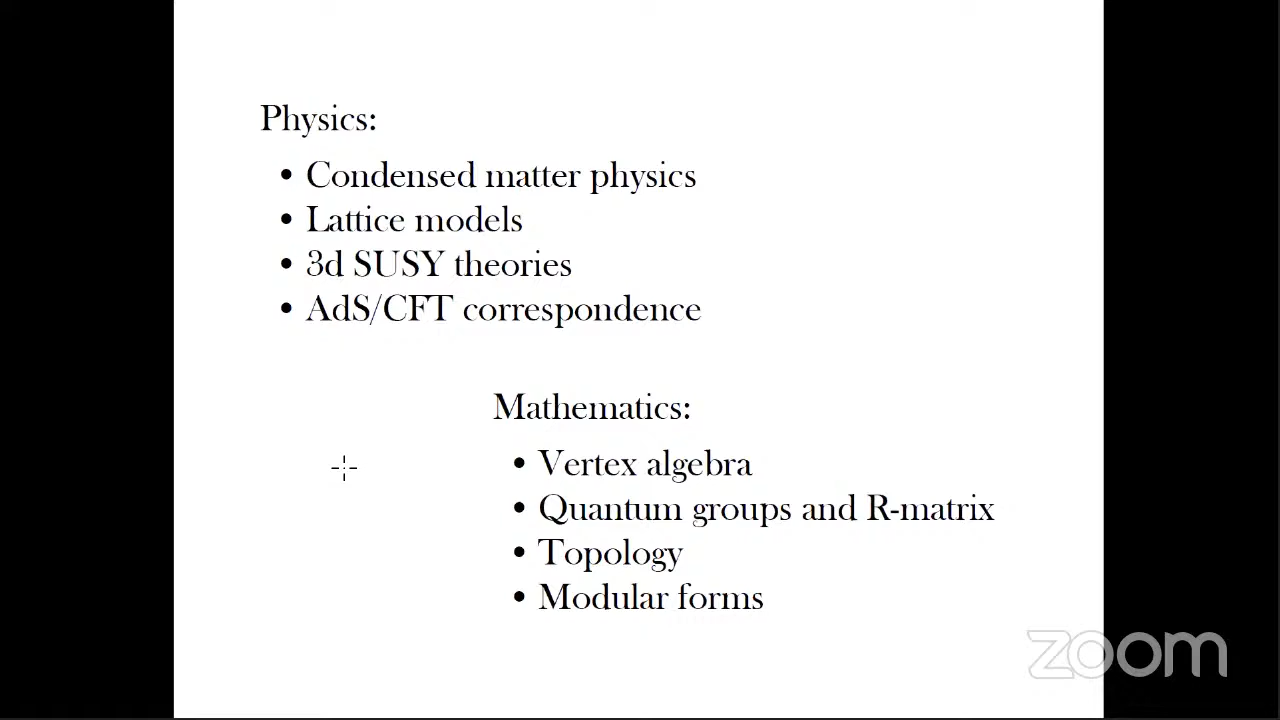 Physics:
• Condensed matter physics
• Lattice models
• 3d SUSY theories
• AdS/CFT correspondence
Mathematics:
• Vertex algebra
• Quantum groups and R-matrix
• Topology
• Modular forms
zoom